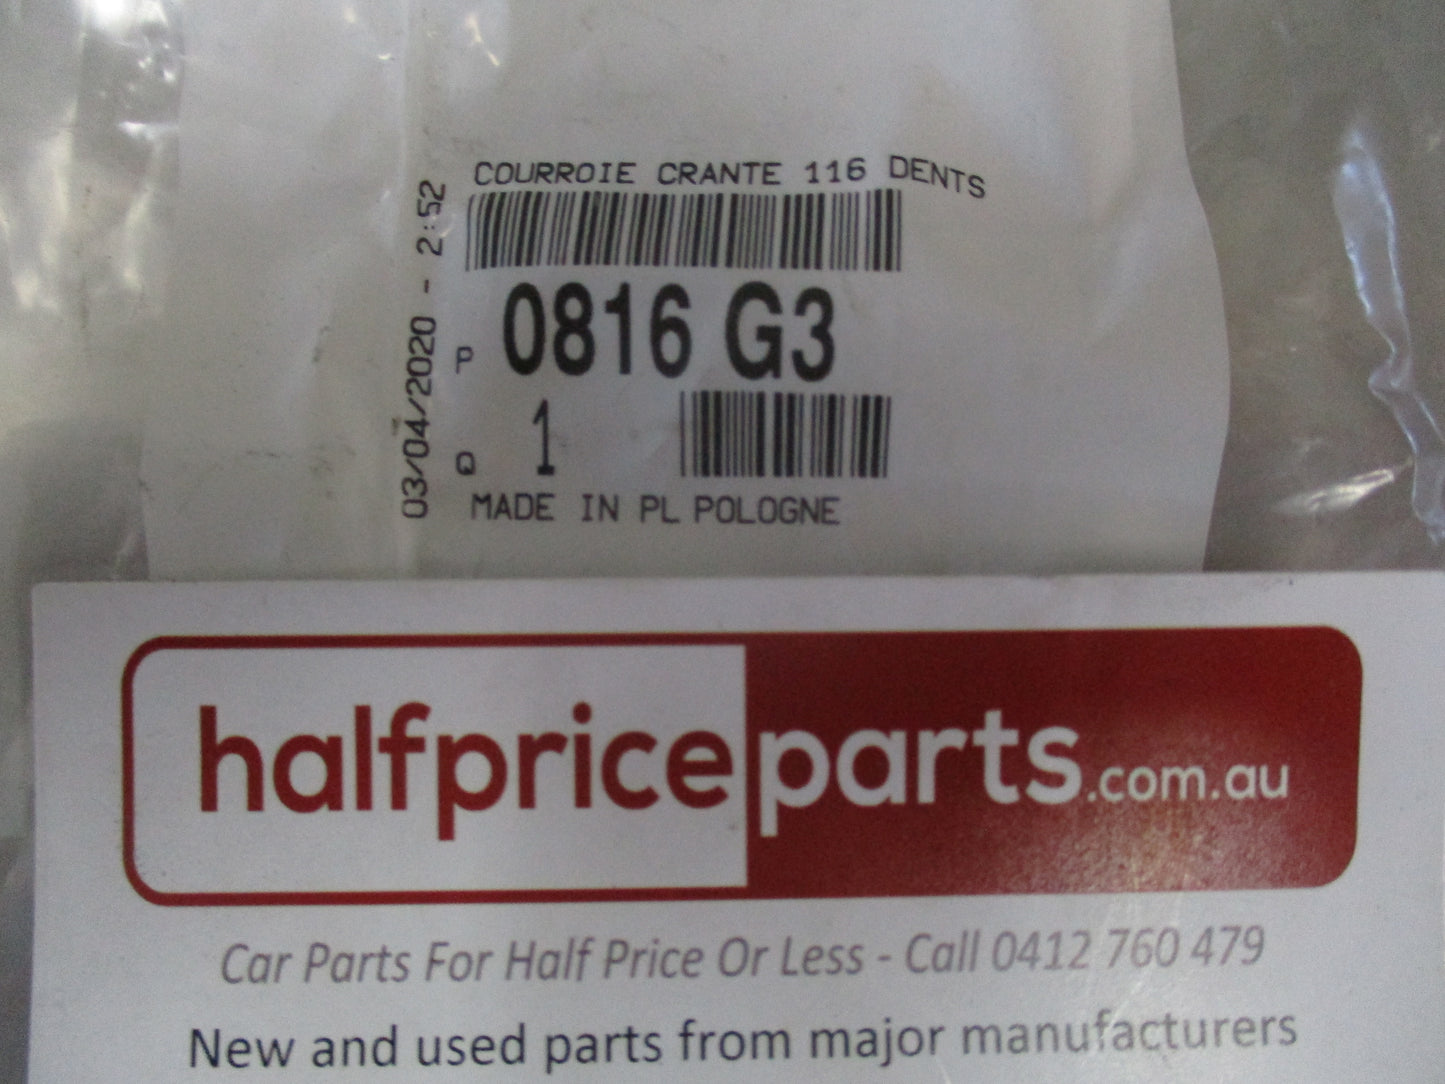 COURROIE CRANTE 116 DENTS
03/04/2020 - 2:52
P 0816 G3
Q 1
MADE IN PL POLOGNE
halfpriceparts.com.au
Car Parts For Half Price Or Less - Call 0412 760 479
New and used parts from major manufacturers